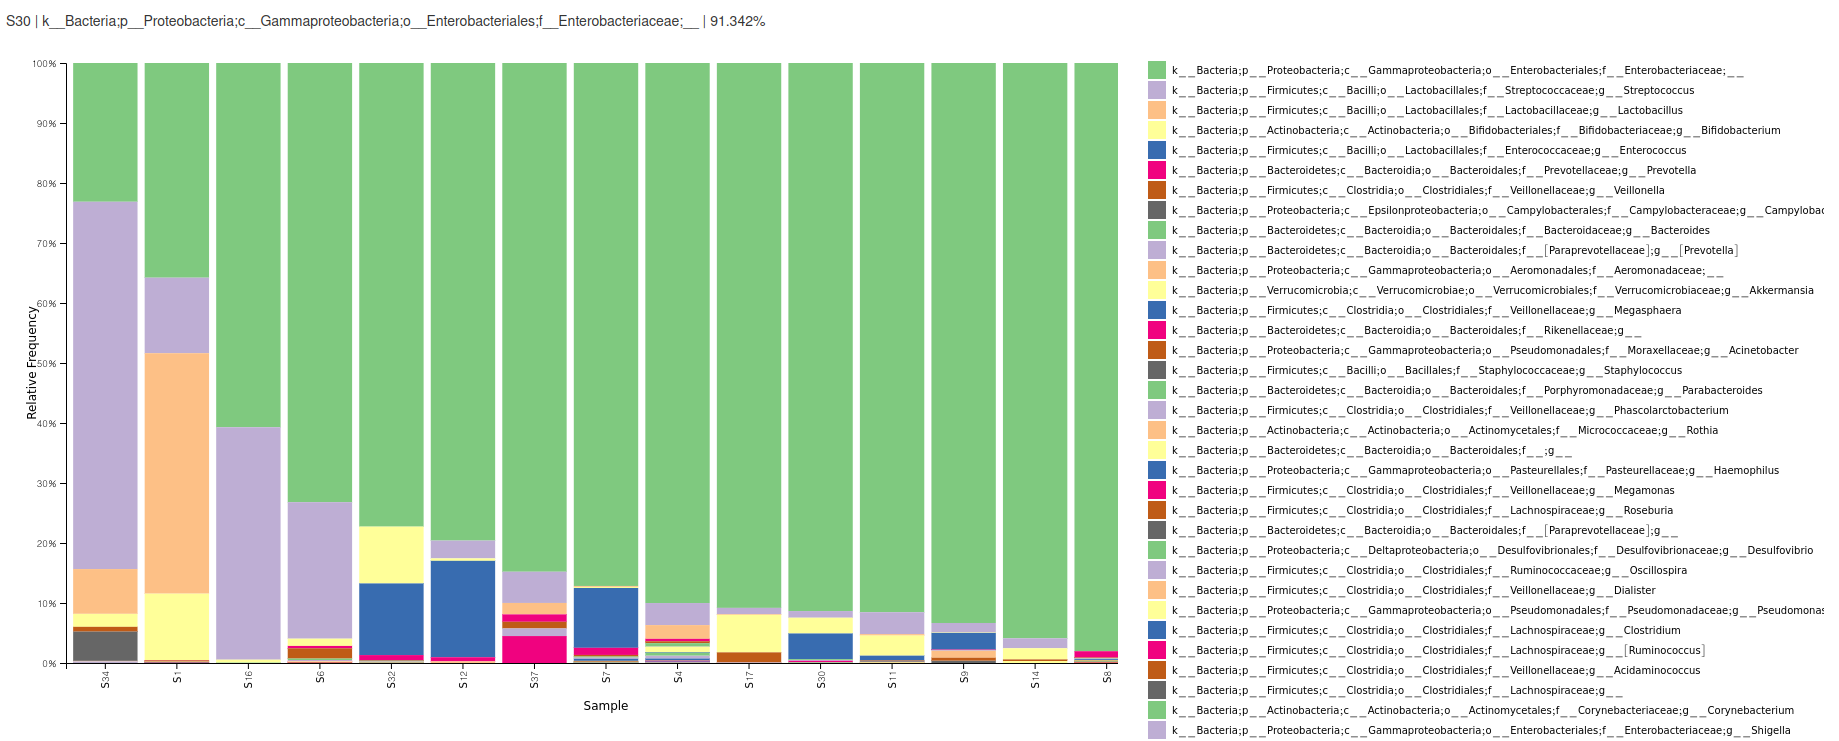 S30 | k__Bacteria;p__Proteobacteria;c__Gammaproteobacteria;o__Enterobacteriales;f__Enterobacteriaceae;__ | 91.342%
100%
90%
80%
70%
60%
50%
40%
30%
20%
10%
0%
Relative Frequency
S34
S1
S16
S6
S32
S12
S37
S7
S4
S17
S30
S11
S9
S14
S8
Sample
k__Bacteria;p__Proteobacteria;c__Gammaproteobacteria;o__Enterobacteriales;f__Enterobacteriaceae;__
k__Bacteria;p__Firmicutes;c__Bacilli;o__Lactobacillales;f__Streptococcaceae;g__Streptococcus
k__Bacteria;p__Firmicutes;c__Bacilli;o__Lactobacillales;f__Lactobacillaceae;g__Lactobacillus
k__Bacteria;p__Actinobacteria;c__Actinobacteria;o__Bifidobacteriales;f__Bifidobacteriaceae;g__Bifidobacterium
k__Bacteria;p__Firmicutes;c__Bacilli;o__Lactobacillales;f__Enterococcaceae;g__Enterococcus
k__Bacteria;p__Bacteroidetes;c__Bacteroidia;o__Bacteroidales;f__Prevotellaceae;g__Prevotella
k__Bacteria;p__Firmicutes;c__Clostridia;o__Clostridiales;f__Veillonellaceae;g__Veillonella
k__Bacteria;p__Proteobacteria;c__Epsilonproteobacteria;o__Campylobacterales;f__Campylobacteraceae;g__Campylobac
k__Bacteria;p__Bacteroidetes;c__Bacteroidia;o__Bacteroidales;f__Bacteroidaceae;g__Bacteroides
k__Bacteria;p__Bacteroidetes;c__Bacteroidia;o__Bacteroidales;f__[Paraprevotellaceae];g__[Prevotella]
k__Bacteria;p__Proteobacteria;c__Gammaproteobacteria;o__Aeromonadales;f__Aeromonadaceae;__
k__Bacteria;p__Verrucomicrobia;c__Verrucomicrobiae;o__Verrucomicrobiales;f__Verrucomicrobiaceae;g__Akkermansia
k__Bacteria;p__Firmicutes;c__Clostridia;o__Clostridiales;f__Veillonellaceae;g__Megasphaera
k__Bacteria;p__Bacteroidetes;c__Bacteroidia;o__Bacteroidales;f__Rikenellaceae;g__
k__Bacteria;p__Proteobacteria;c__Gammaproteobacteria;o__Pseudomonadales;f__Moraxellaceae;g__Acinetobacter
k__Bacteria;p__Firmicutes;c__Bacilli;o__Bacillales;f__Staphylococcaceae;g__Staphylococcus
k__Bacteria;p__Bacteroidetes;c__Bacteroidia;o__Bacteroidales;f__Porphyromonadaceae;g__Parabacteroides
k__Bacteria;p__Firmicutes;c__Clostridia;o__Clostridiales;f__Veillonellaceae;g__Phascolarctobacterium
k__Bacteria;p__Actinobacteria;c__Actinobacteria;o__Actinomycetales;f__Micrococcaceae;g__Rothia
k__Bacteria;p__Bacteroidetes;c__Bacteroidia;o__Bacteroidales;f__;g__
k__Bacteria;p__Proteobacteria;c__Gammaproteobacteria;o__Pasteurellales;f__Pasteurellaceae;g__Haemophilus
k__Bacteria;p__Firmicutes;c__Clostridia;o__Clostridiales;f__Veillonellaceae;g__Megamonas
k__Bacteria;p__Firmicutes;c__Clostridia;o__Clostridiales;f__Lachnospiraceae;g__Roseburia
k__Bacteria;p__Bacteroidetes;c__Bacteroidia;o__Bacteroidales;f__[Paraprevotellaceae];g__
k__Bacteria;p__Proteobacteria;c__Deltaproteobacteria;o__Desulfovibrionales;f__Desulfovibrionaceae;g__Desulfovibrio
k__Bacteria;p__Firmicutes;c__Clostridia;o__Clostridiales;f__Ruminococcaceae;g__Oscillospira
k__Bacteria;p__Firmicutes;c__Clostridia;o__Clostridiales;f__Veillonellaceae;g__Dialister
k__Bacteria;p__Proteobacteria;c__Gammaproteobacteria;o__Pseudomonadales;f__Pseudomonadaceae;g__Pseudomonas
k__Bacteria;p__Firmicutes;c__Clostridia;o__Clostridiales;f__Lachnospiraceae;g__Clostridium
k__Bacteria;p__Firmicutes;c__Clostridia;o__Clostridiales;f__Lachnospiraceae;g__[Ruminococcus]
k__Bacteria;p__Firmicutes;c__Clostridia;o__Clostridiales;f__Veillonellaceae;g__Acidaminococcus
k__Bacteria;p__Firmicutes;c__Clostridia;o__Clostridiales;f__Lachnospiraceae;g__
k__Bacteria;p__Actinobacteria;c__Actinobacteria;o__Actinomycetales;f__Corynebacteriaceae;g__Corynebacterium
k__Bacteria;p__Proteobacteria;c__Gammaproteobacteria;o__Enterobacteriales;f__Enterobacteriaceae;g__Shigella